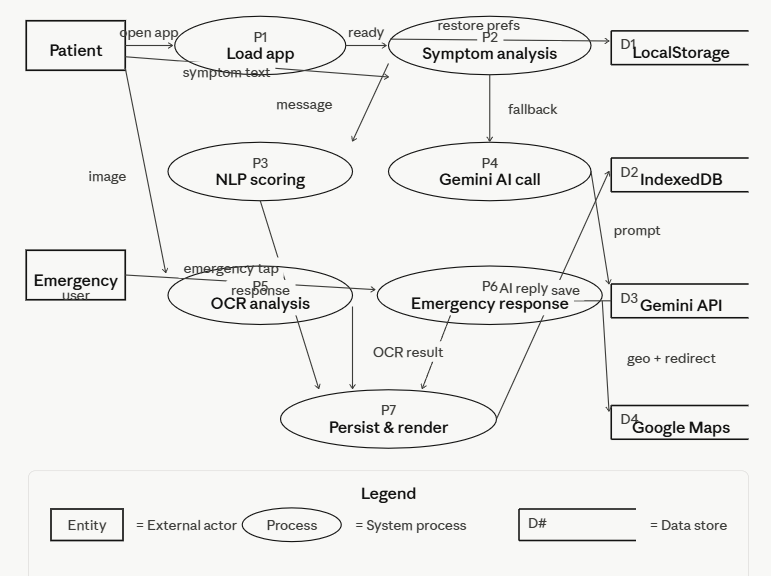 open app
Patient
P1
Load app
ready
restore prefs
P2
Symptom analysis
D1
LocalStorage
symptom text
message
fallback
image
P3
NLP scoring
P4
Gemini AI call
D2
IndexedDB
prompt
Emergency
user
emergency tap
response
P5
OCR analysis
P6
Emergency response
AI reply
save
D3
Gemini API
OCR result
geo + redirect
P7
Persist & render
D4
Google Maps
Legend
Entity
= External actor
Process
= System process
D#
= Data store